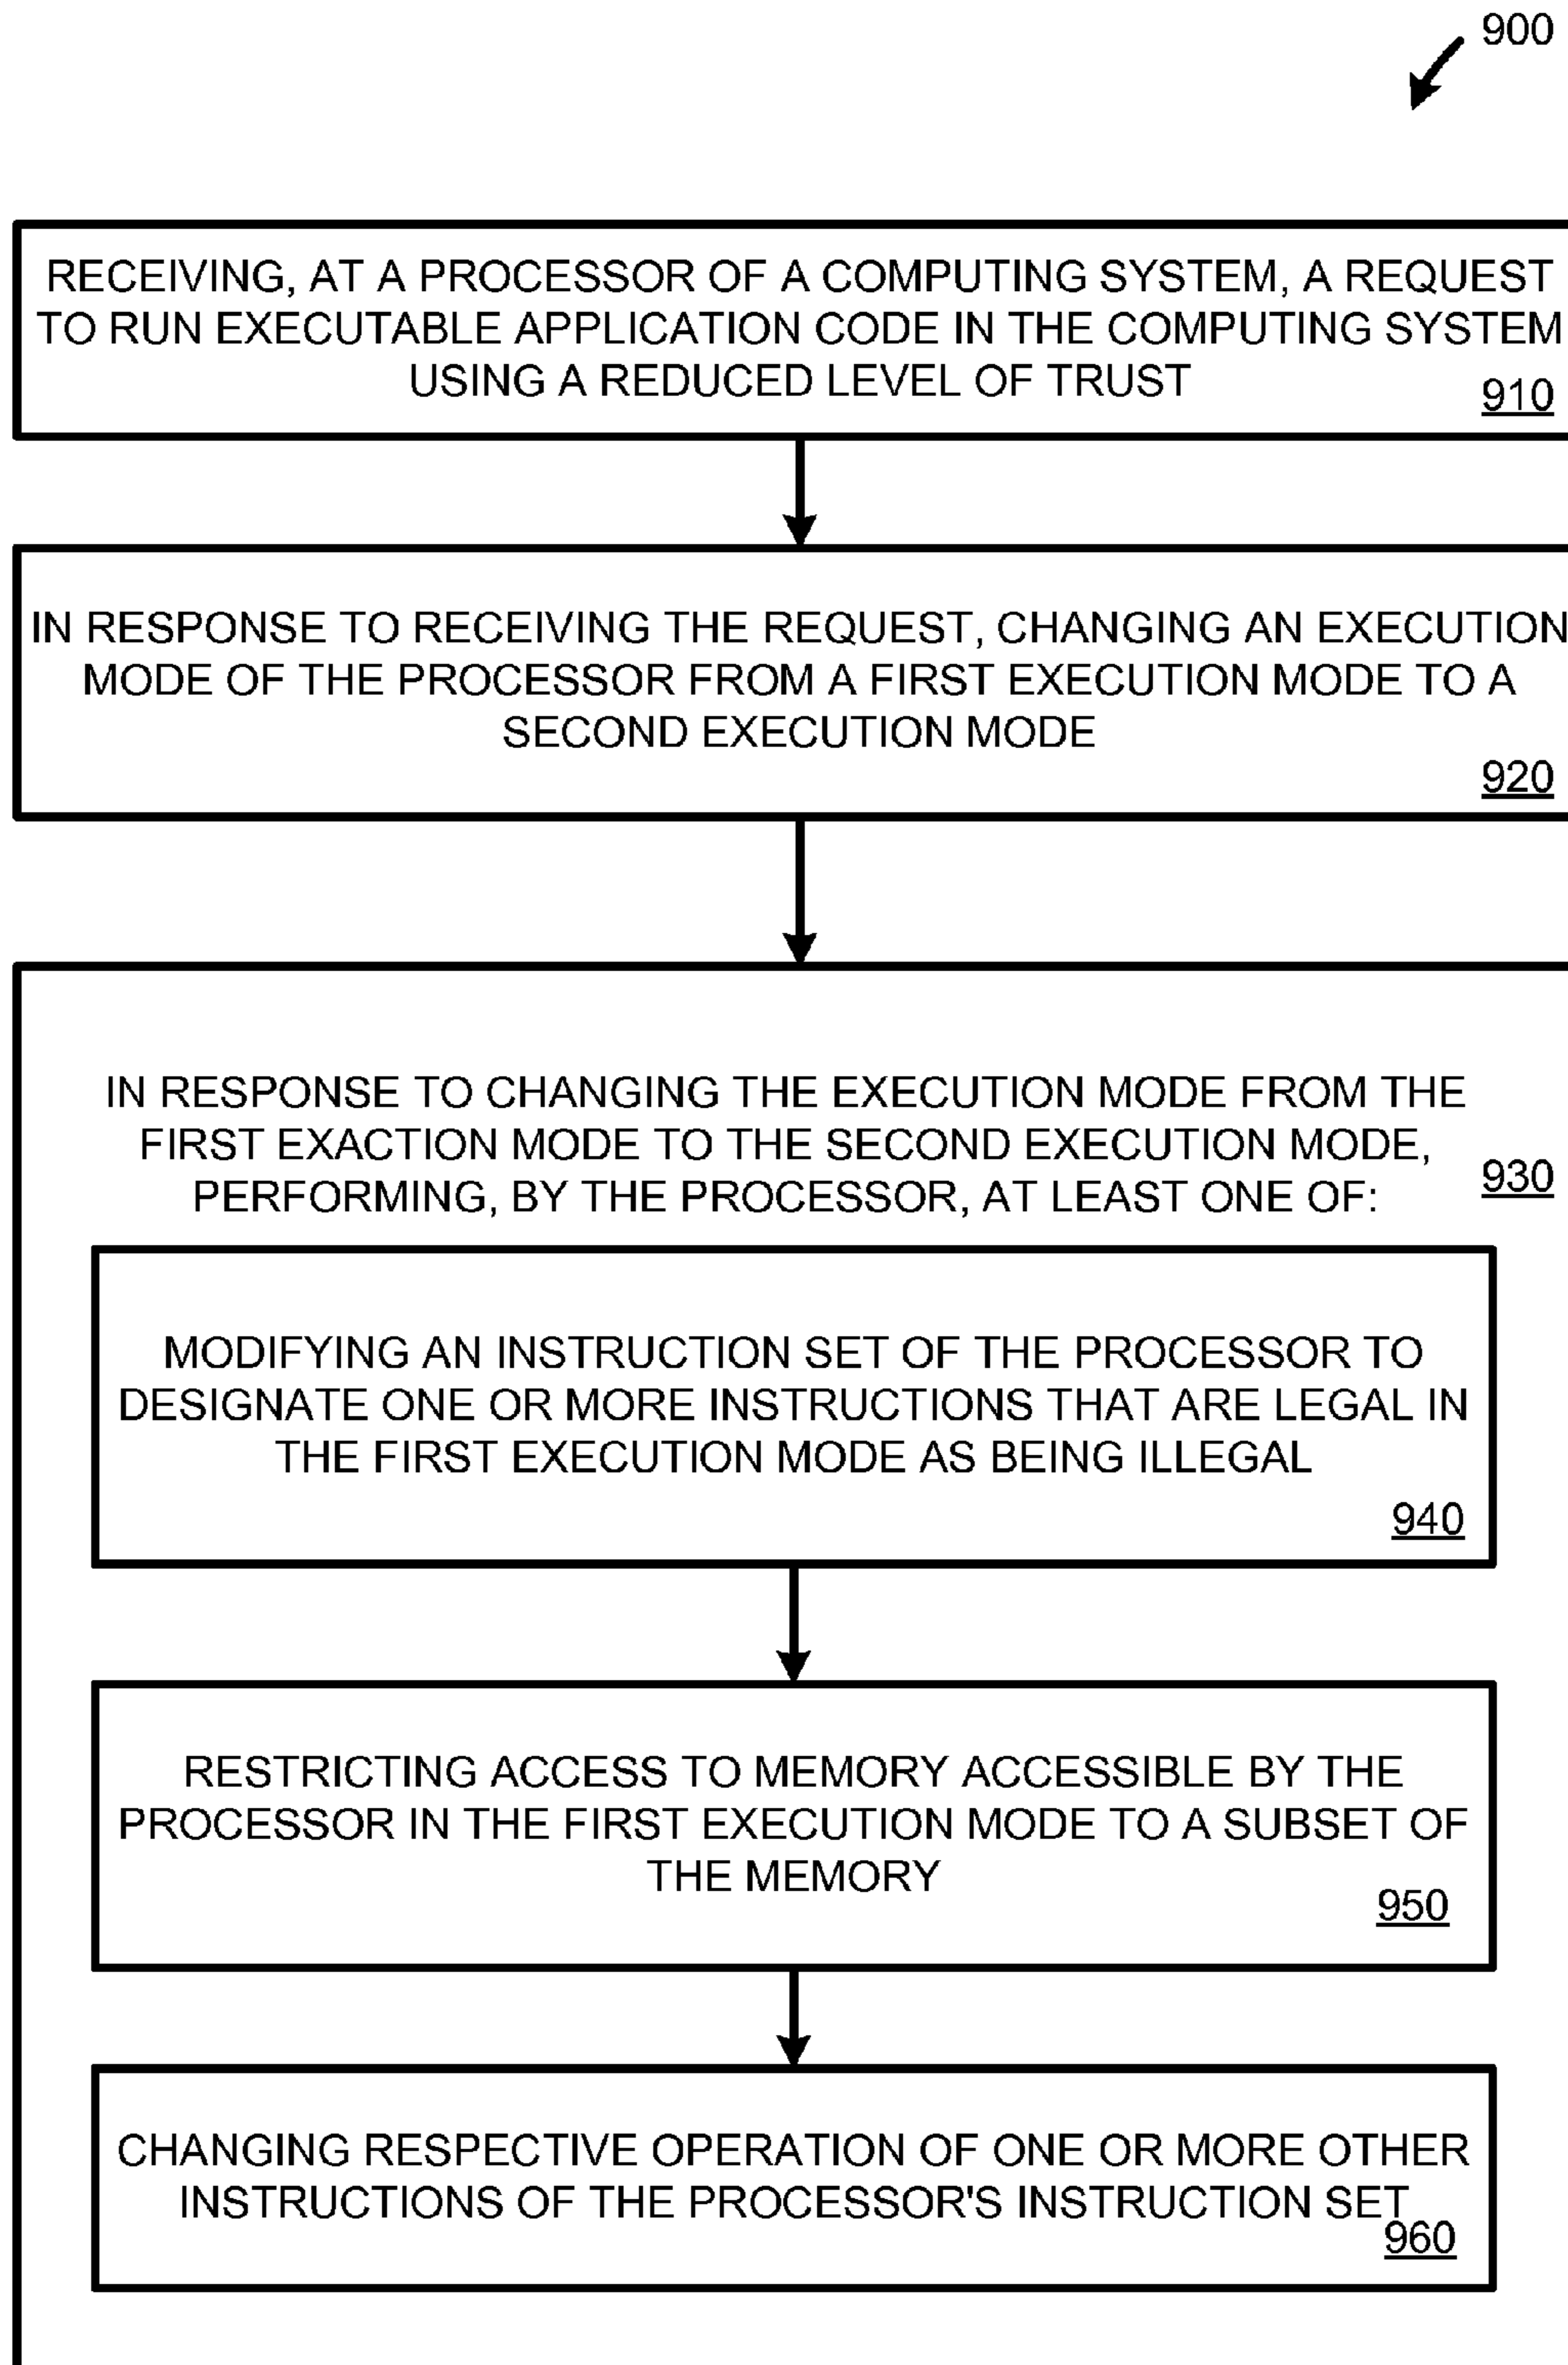 900
RECEIVING, AT A PROCESSOR OF A COMPUTING SYSTEM, A REQUEST
TO RUN EXECUTABLE APPLICATION CODE IN THE COMPUTING SYSTEM
USING A REDUCED LEVEL OF TRUST
910
IN RESPONSE TO RECEIVING THE REQUEST, CHANGING AN EXECUTION
MODE OF THE PROCESSOR FROM A FIRST EXECUTION MODE TO A
SECOND EXECUTION MODE
920
IN RESPONSE TO CHANGING THE EXECUTION MODE FROM THE
FIRST EXACTION MODE TO THE SECOND EXECUTION MODE,
PERFORMING, BY THE PROCESSOR, AT LEAST ONE OF:
930
MODIFYING AN INSTRUCTION SET OF THE PROCESSOR TO
DESIGNATE ONE OR MORE INSTRUCTIONS THAT ARE LEGAL IN
THE FIRST EXECUTION MODE AS BEING ILLEGAL
940
RESTRICTING ACCESS TO MEMORY ACCESSIBLE BY THE
PROCESSOR IN THE FIRST EXECUTION MODE TO A SUBSET OF
THE MEMORY
950
CHANGING RESPECTIVE OPERATION OF ONE OR MORE OTHER
INSTRUCTIONS OF THE PROCESSOR'S INSTRUCTION SET
960